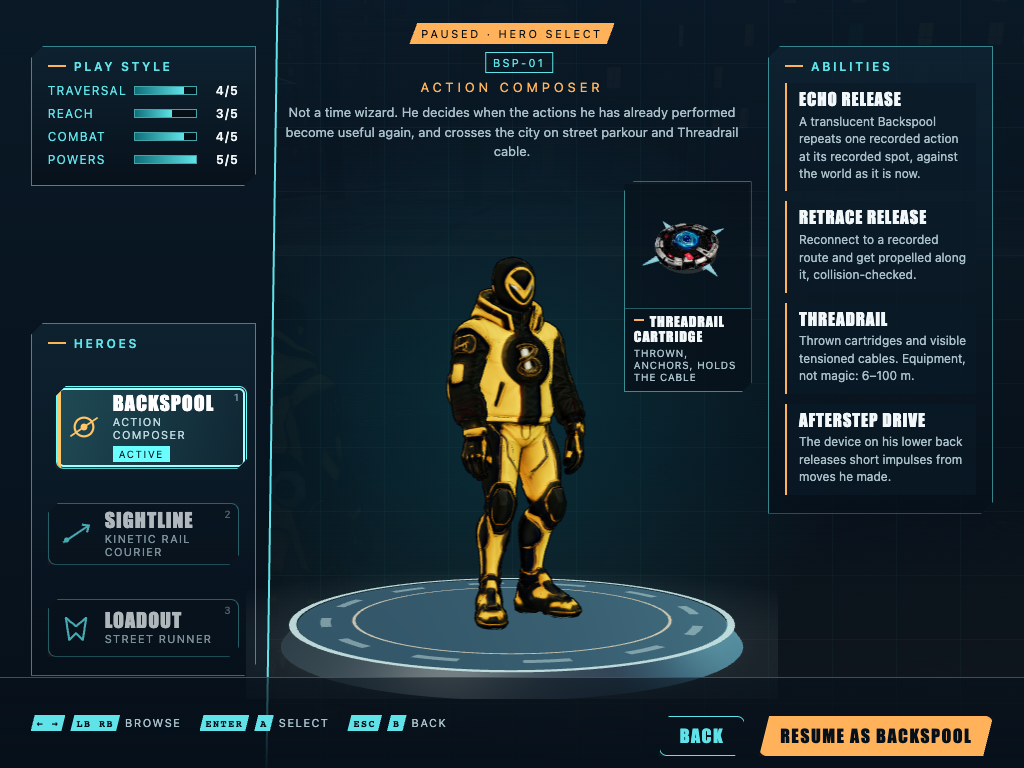 PAUSED · HERO SELECT
BSP-01
ACTION COMPOSER
Not a time wizard. He decides when the actions he has already performed
become useful again, and crosses the city on street parkour and Threadrail
cable.
PLAY STYLE
TRAVERSAL 4/5
REACH 3/5
COMBAT 4/5
POWERS 5/5
HEROES
BACKSPOOL 1
ACTION
COMPOSER
ACTIVE
SIGHTLINE 2
KINETIC RAIL
COURIER
LOADOUT 3
STREET RUNNER
THREADRAIL
CARTRIDGE
THROWN,
ANCHORS, HOLDS
THE CABLE
ABILITIES
ECHO RELEASE
A translucent Backspool
repeats one recorded action
at its recorded spot, against
the world as it is now.
RETRACE RELEASE
Reconnect to a recorded
route and get propelled along
it, collision-checked.
THREADRAIL
Thrown cartridges and visible
tensioned cables. Equipment,
not magic: 6–100 m.
AFTERSTEP DRIVE
The device on his lower back
releases short impulses from
moves he made.
← → LB RB BROWSE ENTER A SELECT ESC B BACK
BACK
RESUME AS BACKSPOOL